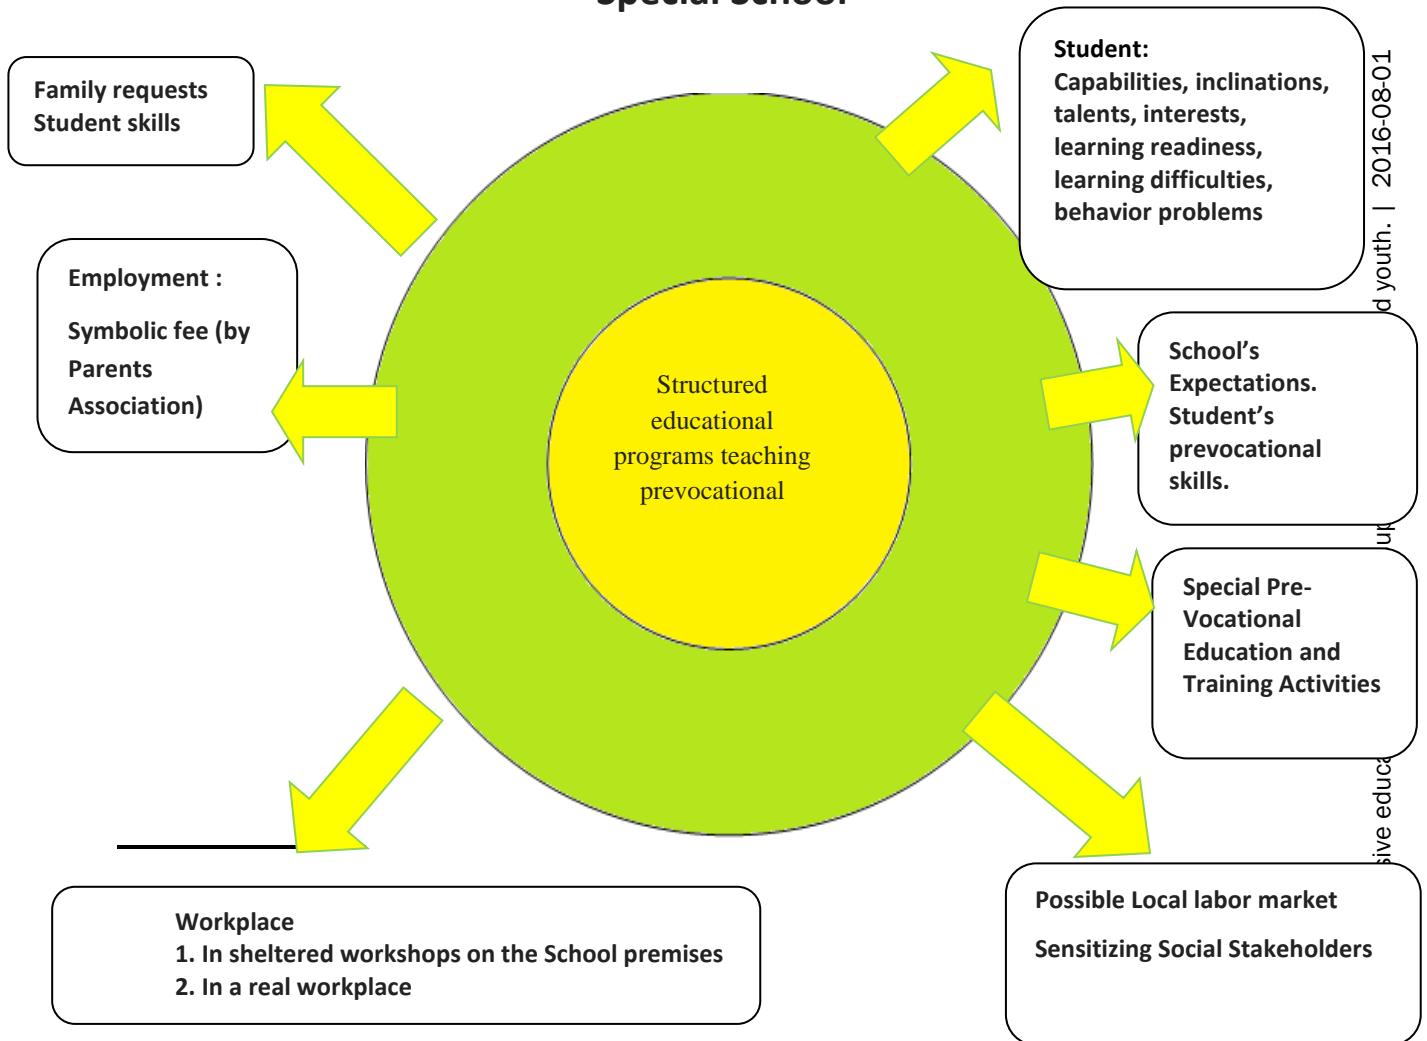 Special School
Family requests
Student skills
Student:
Capabilities, inclinations,
talents, interests,
learning readiness,
learning difficulties,
behavior problems
Employment :
Symbolic fee (by
Parents
Association)
Structured
educational
programs teaching
prevocational
School’s
Expectations.
Student’s
prevocational
skills.
Special Pre-
Vocational
Education and
Training Activities
Workplace
1. In sheltered workshops on the School premises
2. In a real workplace
Possible Local labor market
Sensitizing Social Stakeholders
youth. | 2016-08-01